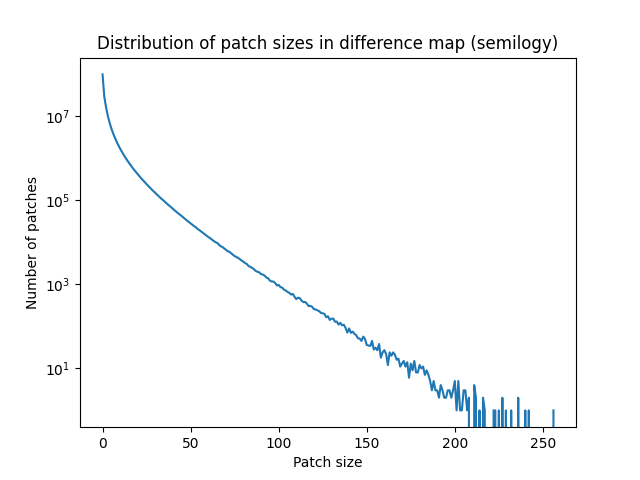 Distribution of patch sizes in difference map (semilogy)
Number of patches
10^7
10^5
10^3
10^1
0 50 100 150 200 250
Patch size